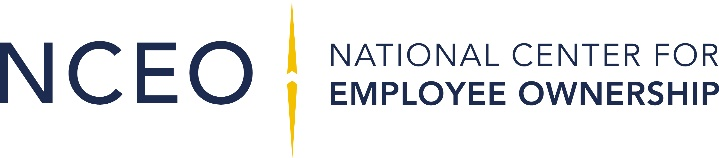 NCEO
NATIONAL CENTER FOR
EMPLOYEE OWNERSHIP